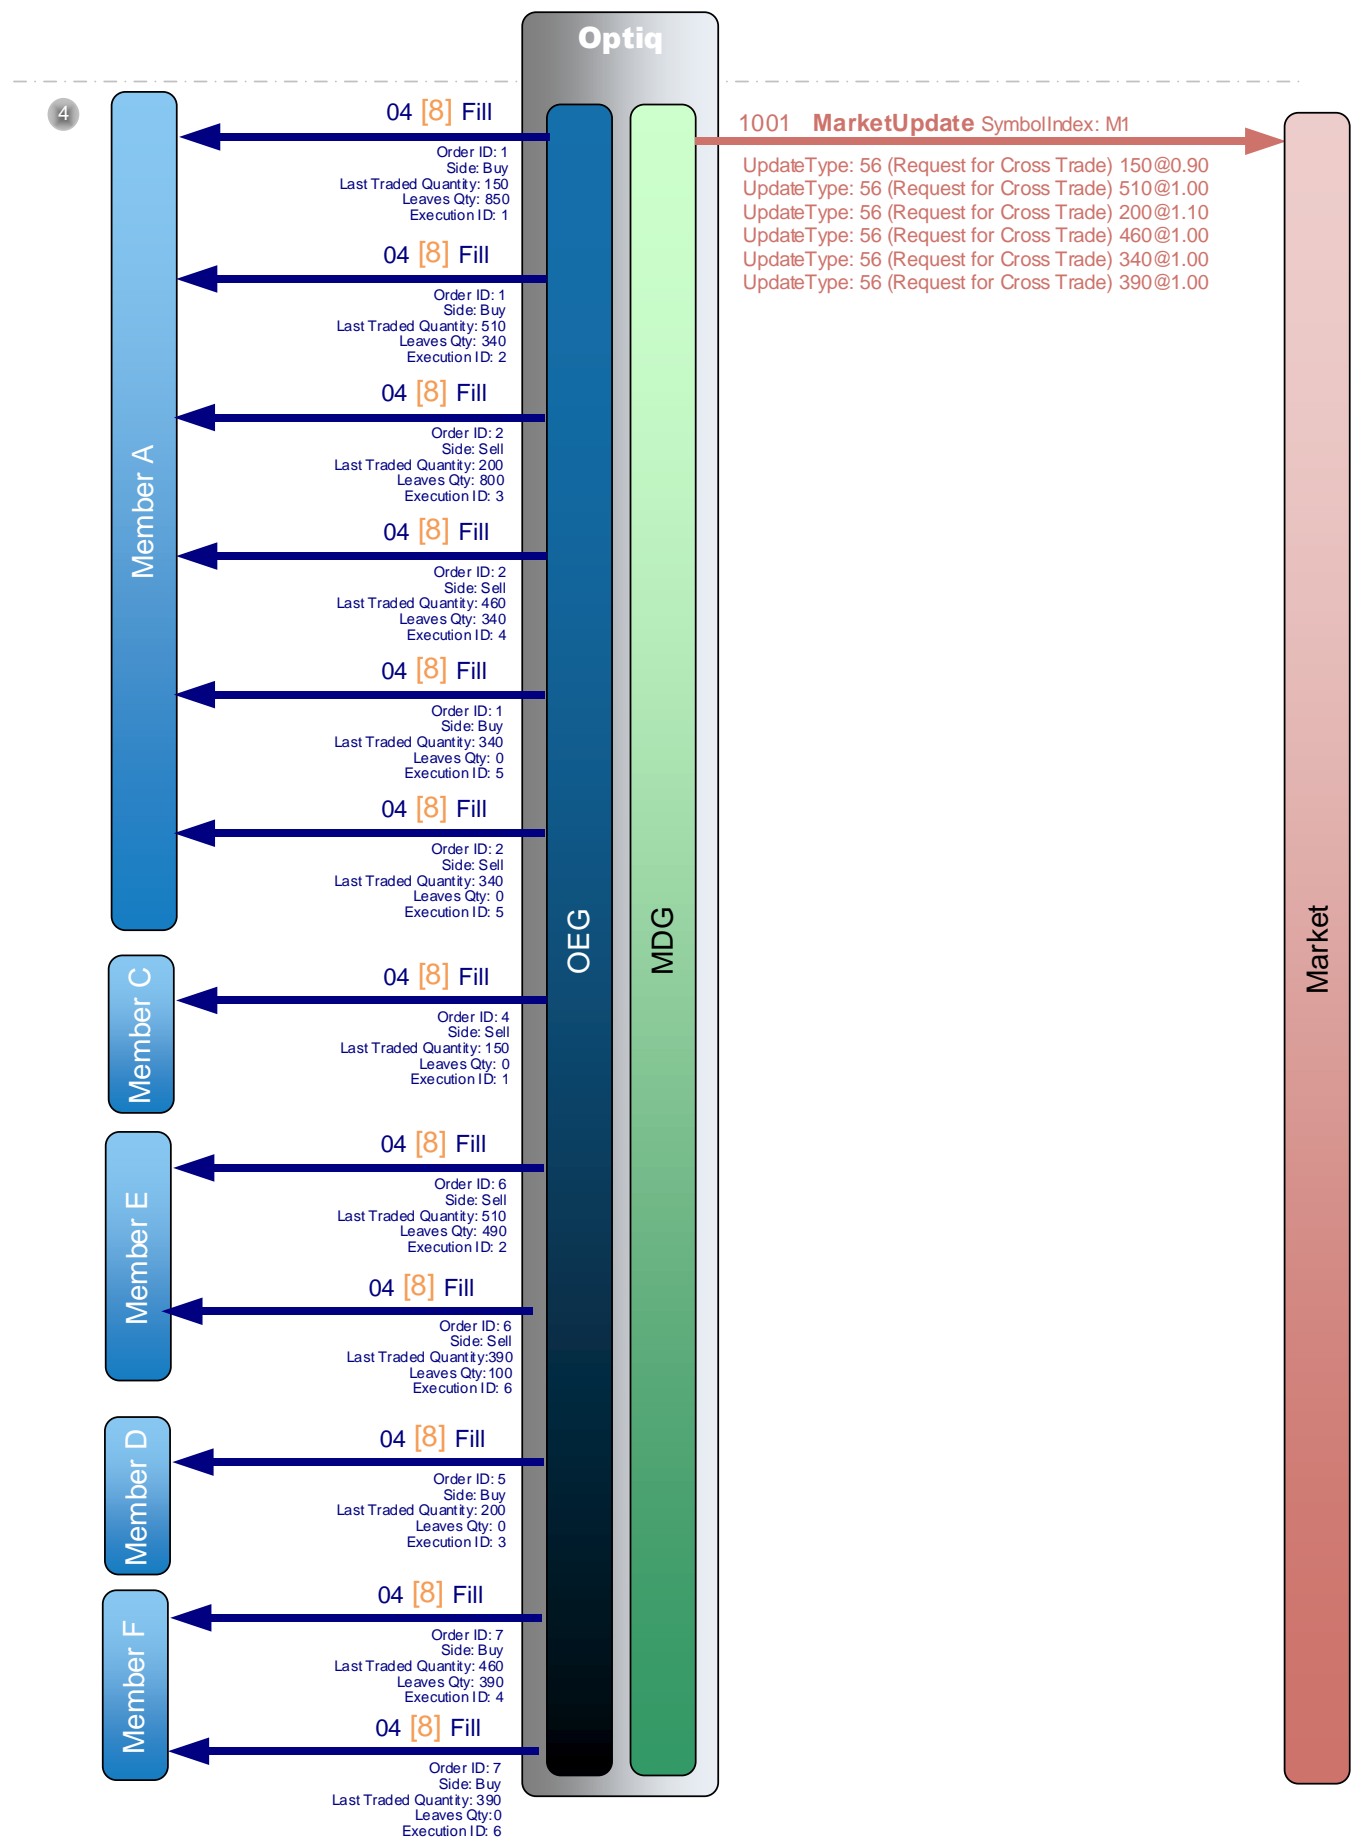 Optiq
4
04 [8] Fill
Order ID: 1
Side: Buy
Last Traded Quantity: 150
Leaves Qty: 850
Execution ID: 1
04 [8] Fill
Order ID: 1
Side: Buy
Last Traded Quantity: 510
Leaves Qty: 340
Execution ID: 2
04 [8] Fill
Order ID: 2
Side: Sell
Last Traded Quantity: 200
Leaves Qty: 800
Execution ID: 3
04 [8] Fill
Order ID: 2
Side: Sell
Last Traded Quantity: 460
Leaves Qty: 340
Execution ID: 4
04 [8] Fill
Order ID: 1
Side: Buy
Last Traded Quantity: 340
Leaves Qty: 0
Execution ID: 5
04 [8] Fill
Order ID: 2
Side: Sell
Last Traded Quantity: 340
Leaves Qty: 0
Execution ID: 5
Member A
04 [8] Fill
Order ID: 4
Side: Sell
Last Traded Quantity: 150
Leaves Qty: 0
Execution ID: 1
Member C
04 [8] Fill
Order ID: 6
Side: Sell
Last Traded Quantity: 510
Leaves Qty: 490
Execution ID: 2
04 [8] Fill
Order ID: 6
Side: Sell
Last Traded Quantity:390
Leaves Qty:100
Execution ID: 6
Member E
04 [8] Fill
Order ID: 5
Side: Buy
Last Traded Quantity: 200
Leaves Qty: 0
Execution ID: 3
Member D
04 [8] Fill
Order ID: 7
Side: Buy
Last Traded Quantity: 460
Leaves Qty: 390
Execution ID: 4
04 [8] Fill
Order ID: 7
Side: Buy
Last Traded Quantity: 390
Leaves Qty:0
Execution ID: 6
Member F
OEG
MDG
1001 MarketUpdate SymbolIndex: M1
UpdateType: 56 (Request for Cross Trade) 150@0.90
UpdateType: 56 (Request for Cross Trade) 510@1.00
UpdateType: 56 (Request for Cross Trade) 200@1.10
UpdateType: 56 (Request for Cross Trade) 460@1.00
UpdateType: 56 (Request for Cross Trade) 340@1.00
UpdateType: 56 (Request for Cross Trade) 390@1.00
Market